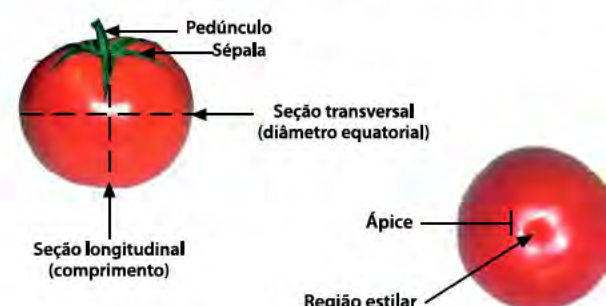 Pedúnculo
Sépala
Seção transversal
(diâmetro equatorial)
Seção longitudinal
(comprimento)
Ápice
Região estilar